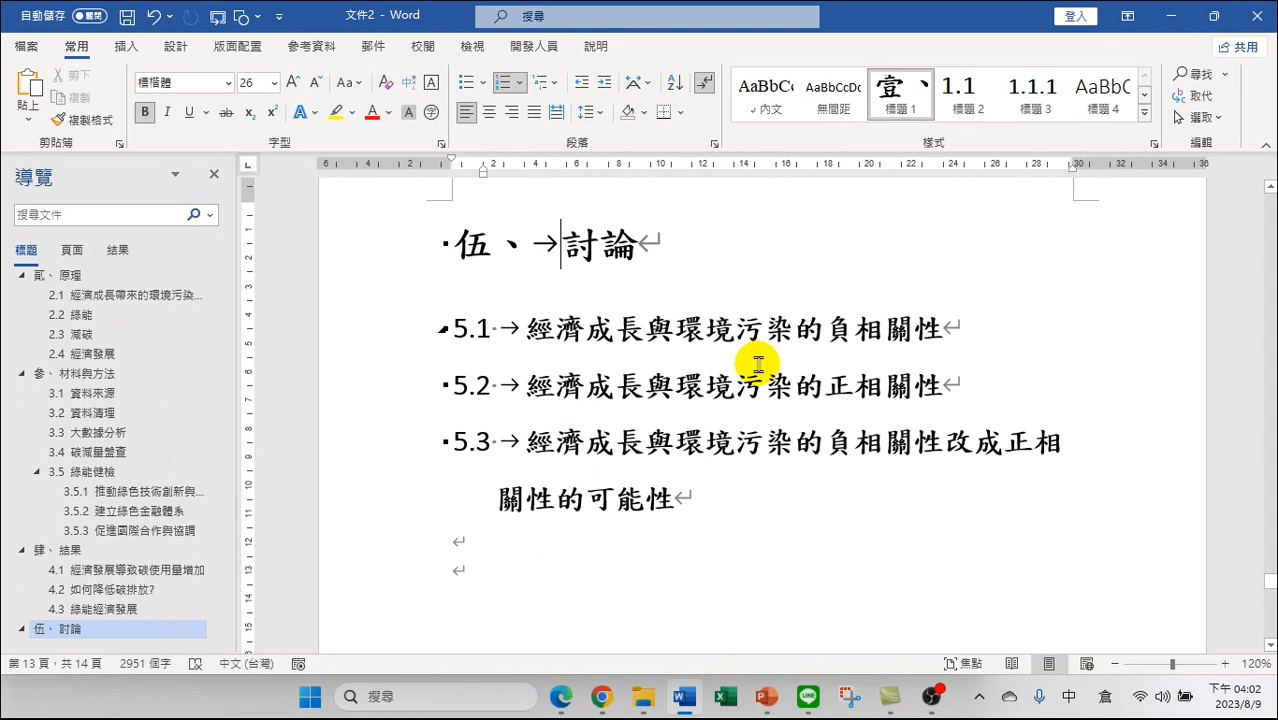 自動儲存 關閉 文件2 - Word 搜尋 登入
檔案 常用 插入 設計 版面配置 參考資料 郵件 校閱 檢視 開發人員 說明 共用
貼上 剪下 複製 複製格式 剪貼簿
標楷體 26 字型
段落
AaBbC 內文
AaBbCcDc 無間距
壹、 標題 1
1.1 標題 2
1.1.1 標題 3
AaBbC 標題 4
樣式
尋找 取代 選取 編輯
導覽
搜尋文件
標題 頁面 結果
貳、 原理
2.1 經濟成長帶來的環境污染...
2.2 綠能
2.3 減碳
2.4 經濟發展
參、 材料與方法
3.1 資料來源
3.2 資料清理
3.3 大數據分析
3.4 碳減量盤查
3.5 綠能健檢
3.5.1 推動綠色技術創新與...
3.5.2 建立綠色金融體系
3.5.3 促進國際合作與協調
肆、 結果
4.1 經濟發展導致碳使用量增加
4.2 如何降低碳排放?
4.3 綠能經濟發展
伍、 討論
伍、→討論↵
5.1 → 經濟成長與環境污染的負相關性↵
5.2 → 經濟成長與環境污染的正相關性↵
5.3 → 經濟成長與環境污染的負相關性改成正相
關性的可能性↵
第 13 頁，共 14 頁 2951 個字 中文 (台灣) 焦點 120%
搜尋 中 倉 下午 04:02
2023/8/9